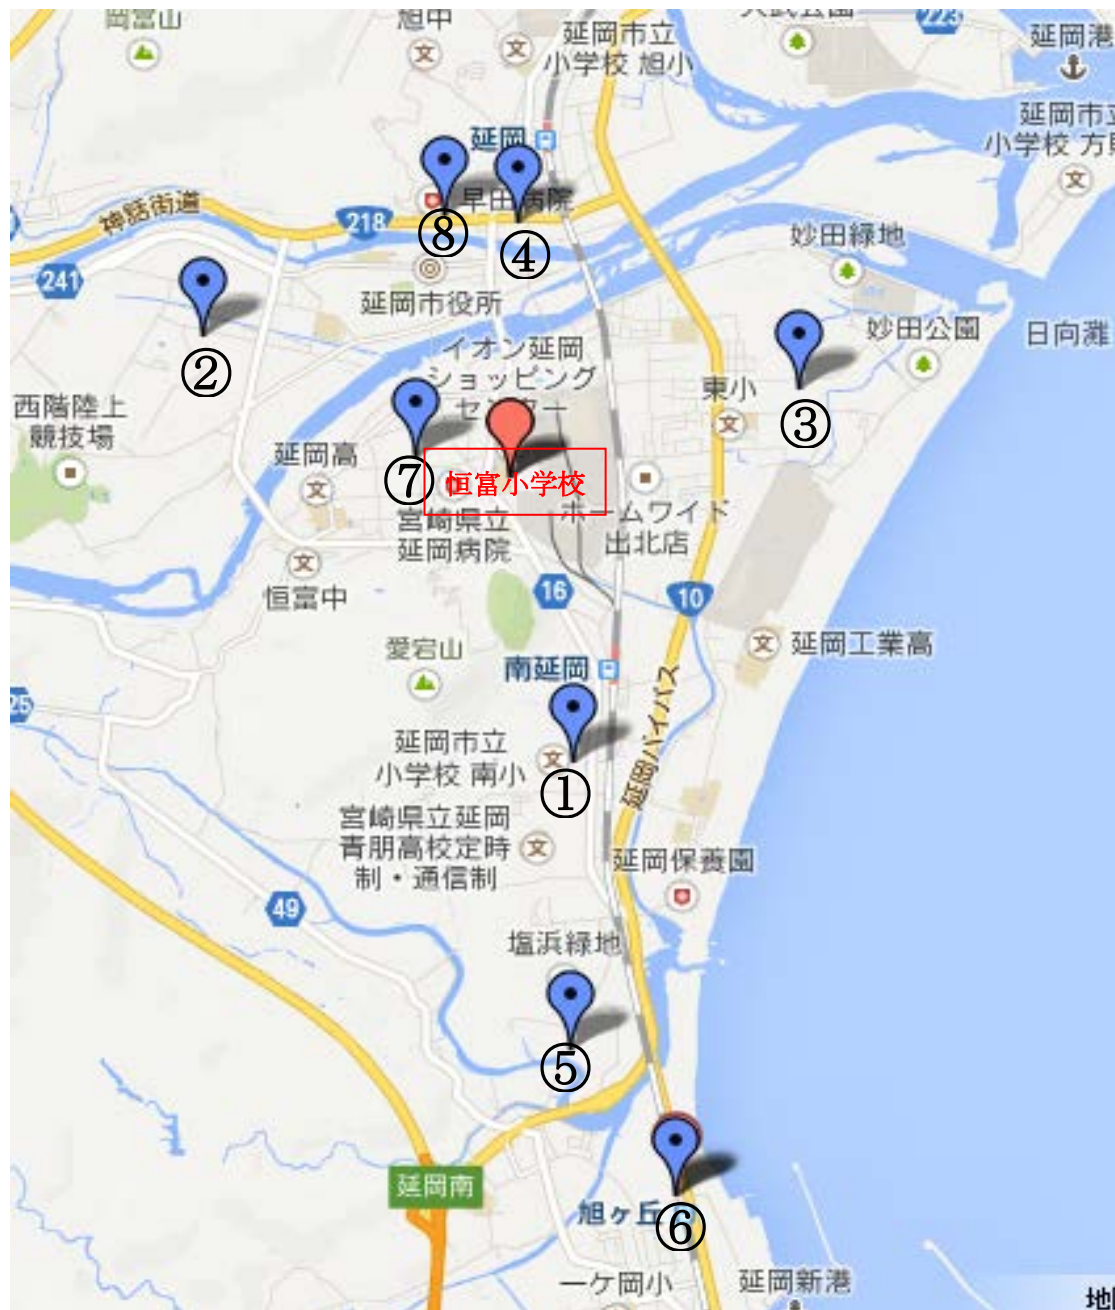 岡富山
旭中
延岡市立
小学校 旭小
223
延岡港
小学校 方財
延岡
早田病院
神話街道
218
⑧
④
241
延岡市役所
妙田緑地
妙田公園
日向灘
②
イオン延岡
ショッピング
センター
東小
③
西階陸上
競技場
延岡高
⑦
恒富小学校
宮崎県立
延岡病院
ホームワイド
出北店
恒富中
16
10
愛宕山
延岡工業高
南延岡
25
延岡バイパス
延岡市立
小学校 南小
①
宮崎県立延岡
青朋高校定時
制・通信制
延岡保養園
49
塩浜緑地
⑤
延岡南
旭ヶ丘
⑥
一ケ岡小
延岡新港
地